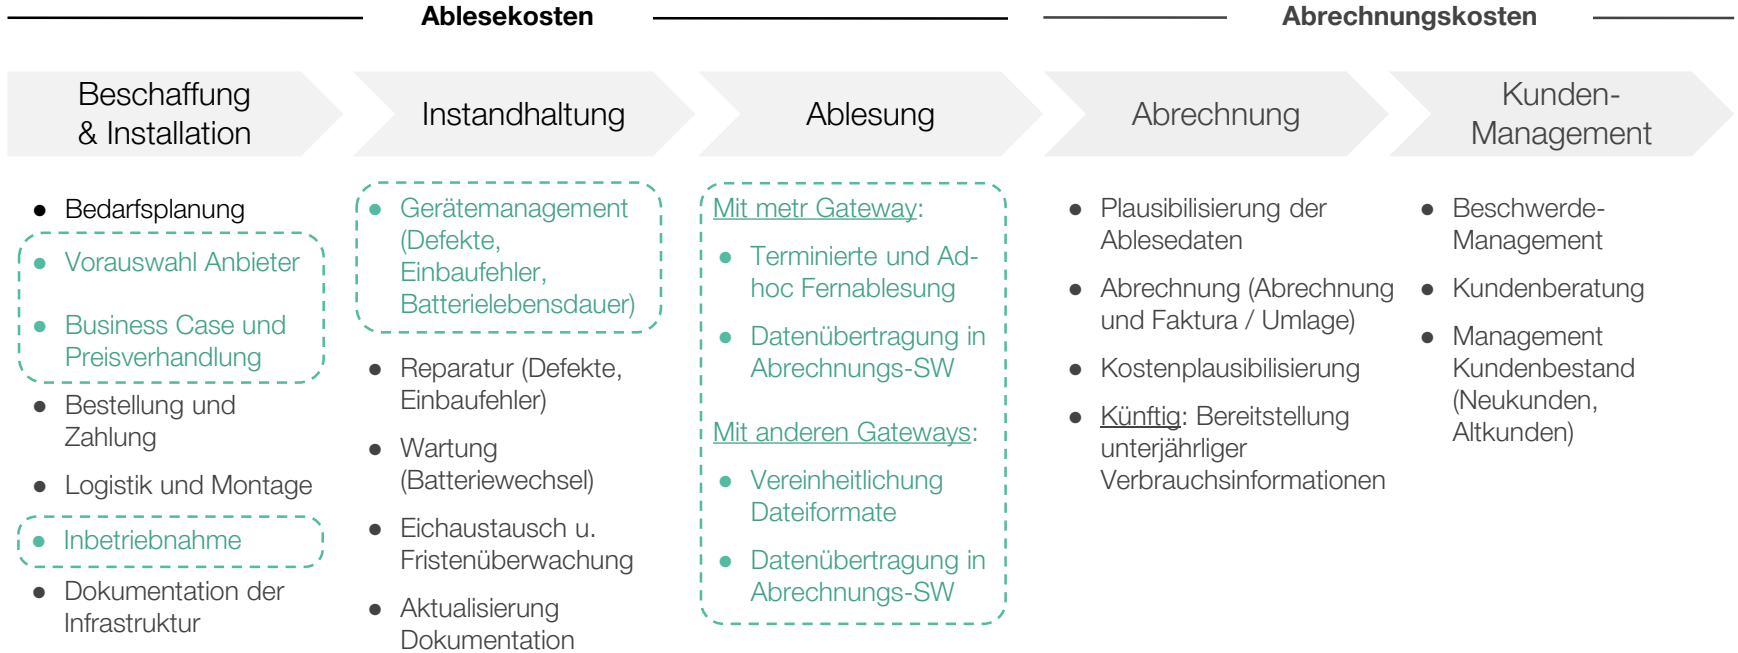 Ablesekosten
Abrechnungskosten
Beschaffung
& Installation
Instandhaltung
Ablesung
Abrechnung
Kunden-
Management
● Bedarfsplanung
● Vorauswahl Anbieter
● Business Case und
Preisverhandlung
● Bestellung und
Zahlung
● Logistik und Montage
● Inbetriebnahme
● Dokumentation der
Infrastruktur
● Gerätemanagement
(Defekte,
Einbaufehler,
Batterielebensdauer)
● Reparatur (Defekte,
Einbaufehler)
● Wartung
(Batteriewechsel)
● Eichaustausch u.
Fristenüberwachung
● Aktualisierung
Dokumentation
Mit metr Gateway:
● Terminierte und Ad-
hoc Fernablesung
● Datenübertragung in
Abrechnungs-SW
Mit anderen Gateways:
● Vereinheitlichung
Dateiformate
● Datenübertragung in
Abrechnungs-SW
● Plausibilisierung der
Ablesedaten
● Abrechnung (Abrechnung
und Faktura / Umlage)
● Kostenplausibilisierung
● Künftig: Bereitstellung
unterjährliger
Verbrauchsinformationen
● Beschwerde-
Management
● Kundenberatung
● Management
Kundenbestand
(Neukunden,
Altkunden)